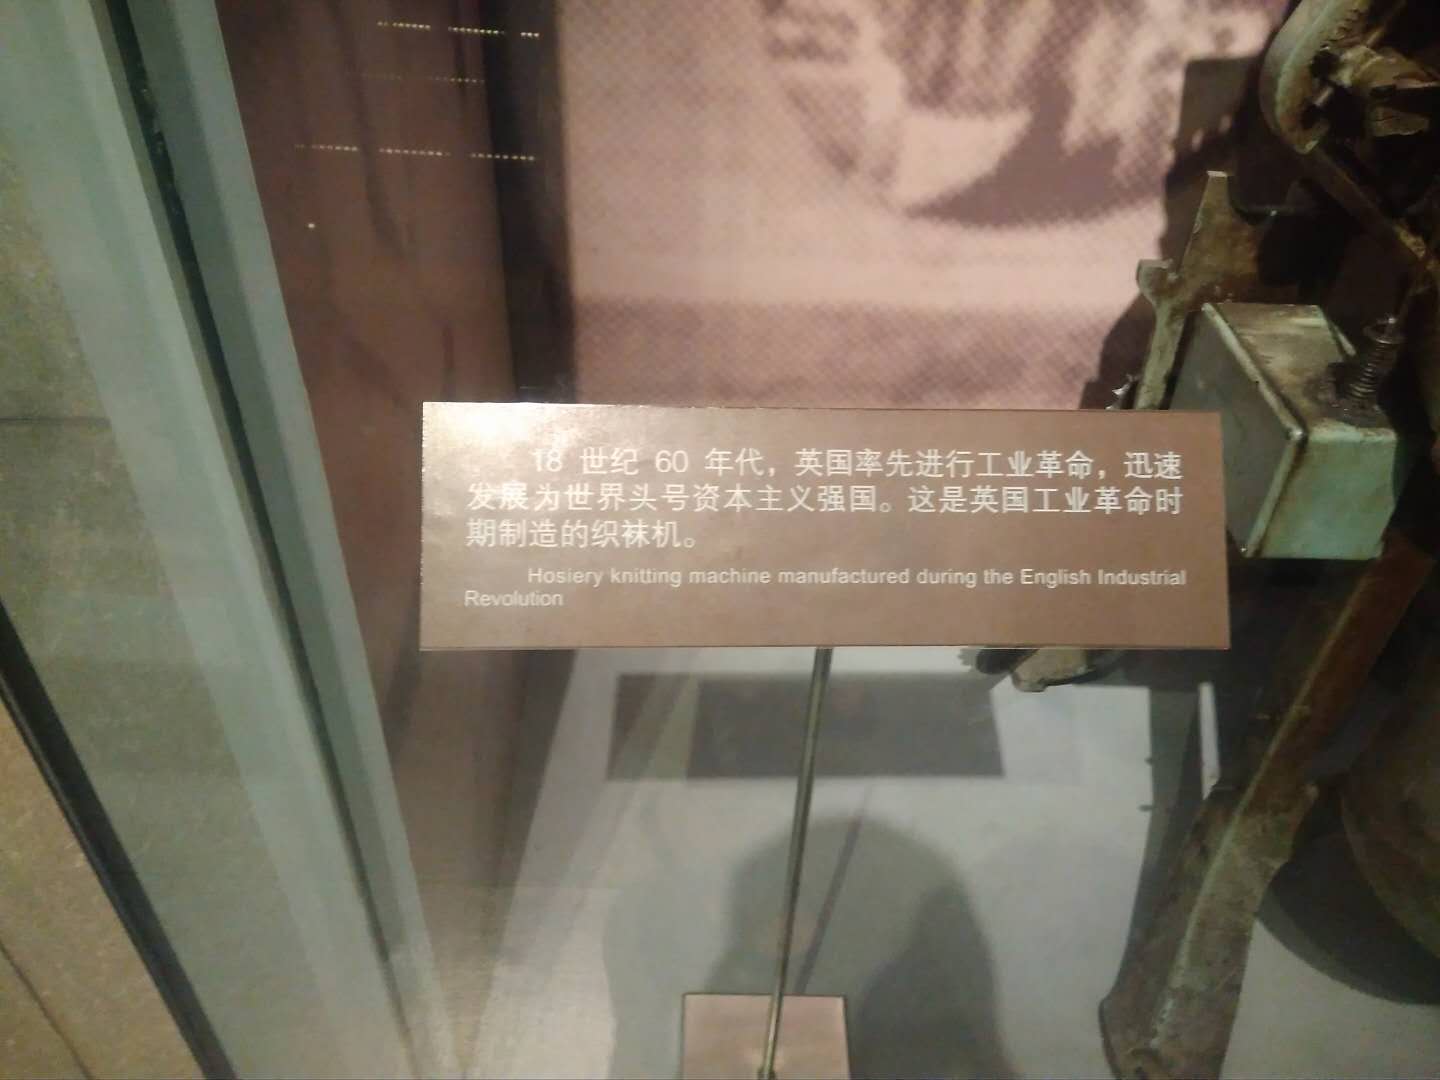 18 世纪 60 年代，英国率先进行工业革命，迅速
发展为世界头号资本主义强国。这是英国工业革命时
期制造的织袜机。
Hosiery knitting machine manufactured during the English Industrial
Revolution